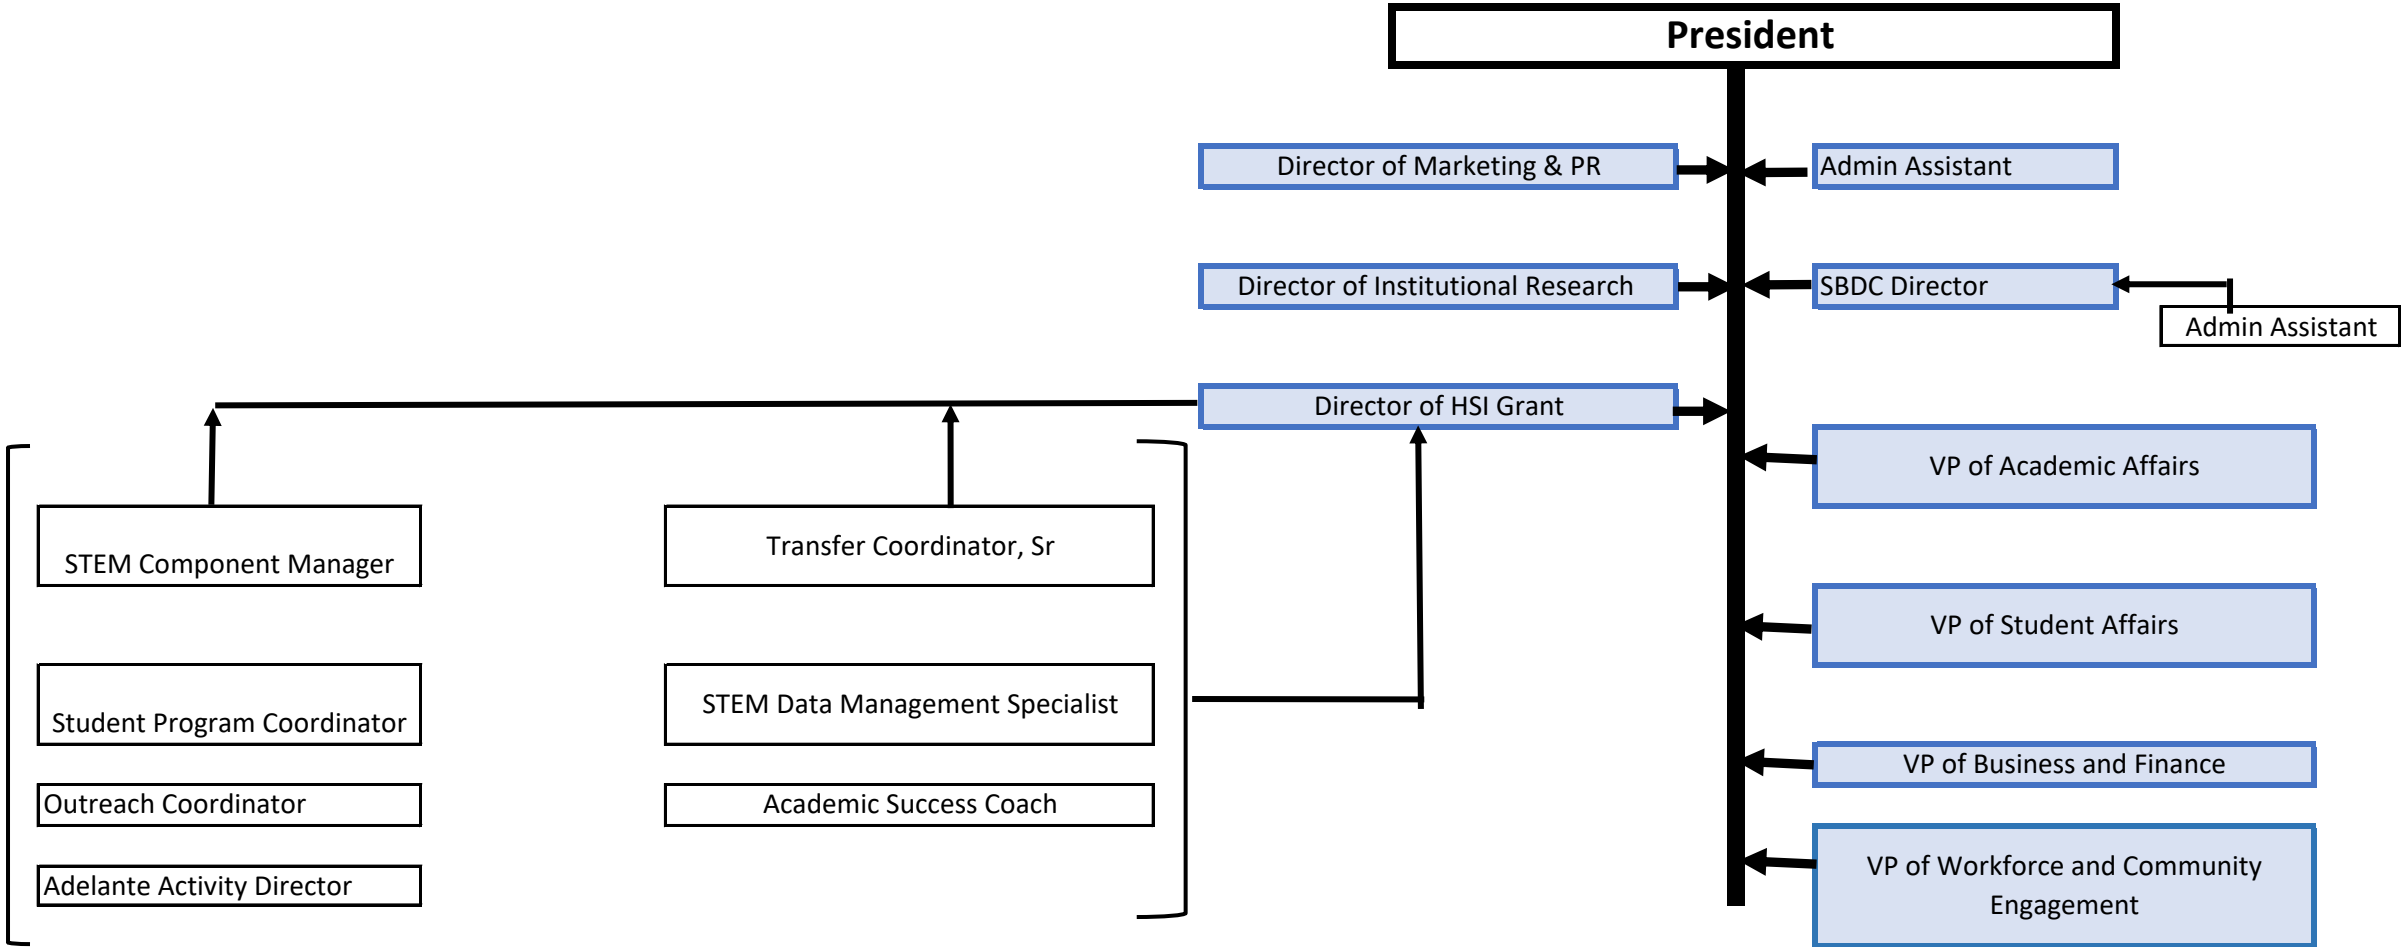 President
Director of Marketing & PR
Admin Assistant
Director of Institutional Research
SBDC Director
Admin Assistant
Director of HSI Grant
VP of Academic Affairs
STEM Component Manager
Transfer Coordinator, Sr
VP of Student Affairs
Student Program Coordinator
STEM Data Management Specialist
VP of Business and Finance
Outreach Coordinator
Academic Success Coach
Adelante Activity Director
VP of Workforce and Community
Engagement